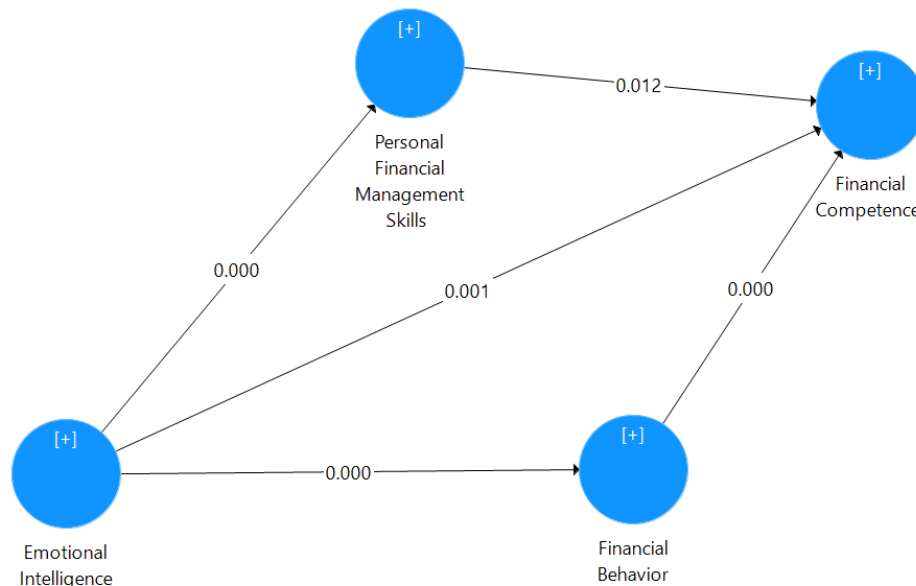 [+]
Personal
Financial
Management
Skills
0.012
[+]
Financial
Competence
0.000
0.001
0.000
[+]
Emotional
Intelligence
0.000
[+]
Financial
Behavior